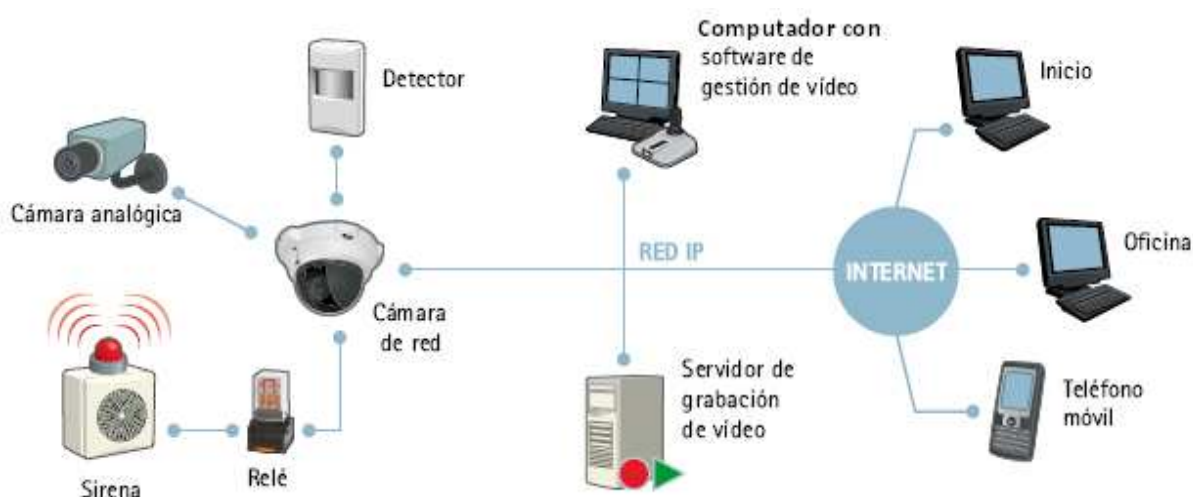 Computador con
software de
gestión de vídeo
Detector
Inicio
Cámara analógica
RED IP
INTERNET
Oficina
Cámara
de red
Servidor de
grabación
de vídeo
Teléfono
móvil
Sirena
Relé